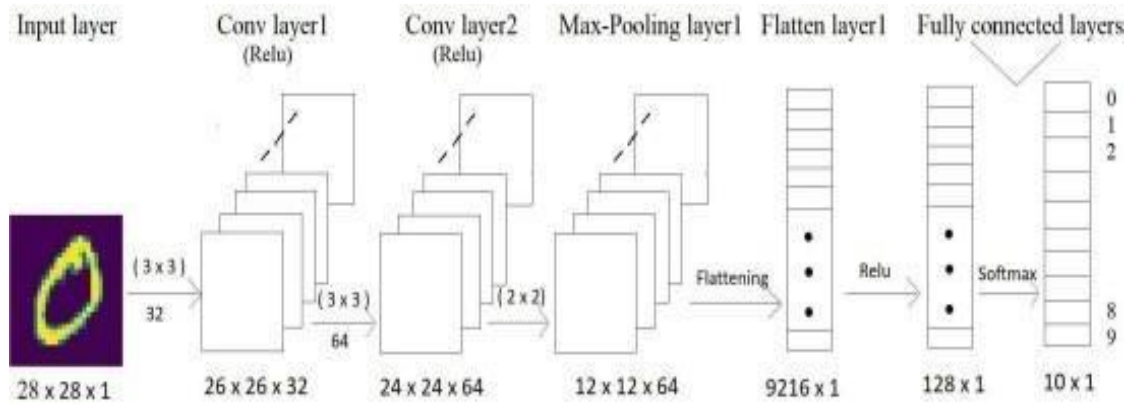 Input layer
Conv layer1
(Relu)
Conv layer2
(Relu)
Max-Pooling layer1
Flatten layer1
Fully connected layers
0
1
2
( 3 x 3 )
32
( 3 x 3 )
64
( 2 x 2 )
Flattening
Relu
Softmax
8
9
28 x 28 x 1
26 x 26 x 32
24 x 24 x 64
12 x 12 x 64
9216 x 1
128 x 1
10 x 1